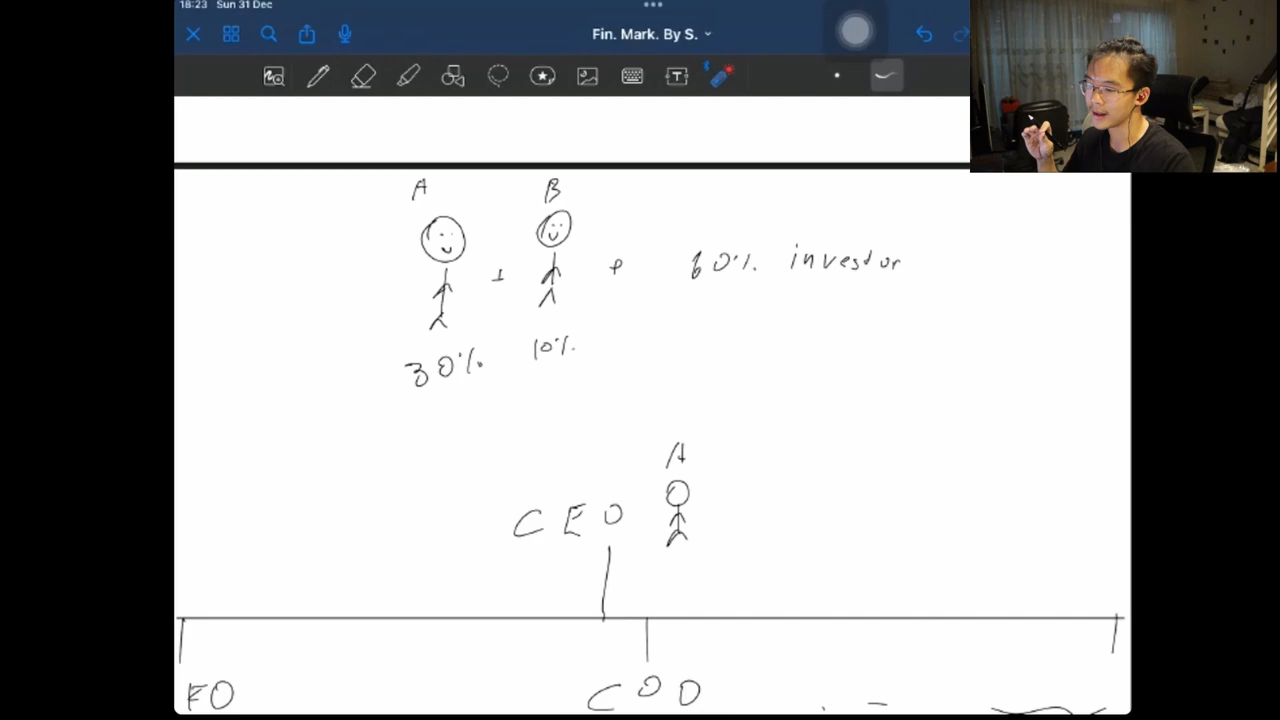 18:23 Sun 31 Dec
Fin. Mark. By S.
T
A B
+ + 60% investor
30% 10%
A
CEO
FO COO